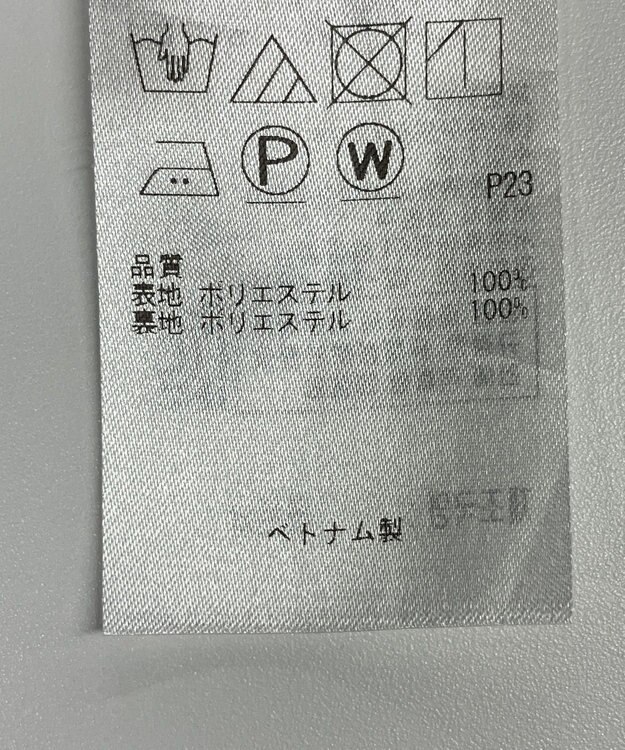 P W
P23
品質
表地 ポリエステル 100%
裏地 ポリエステル 100%
ベトナム製